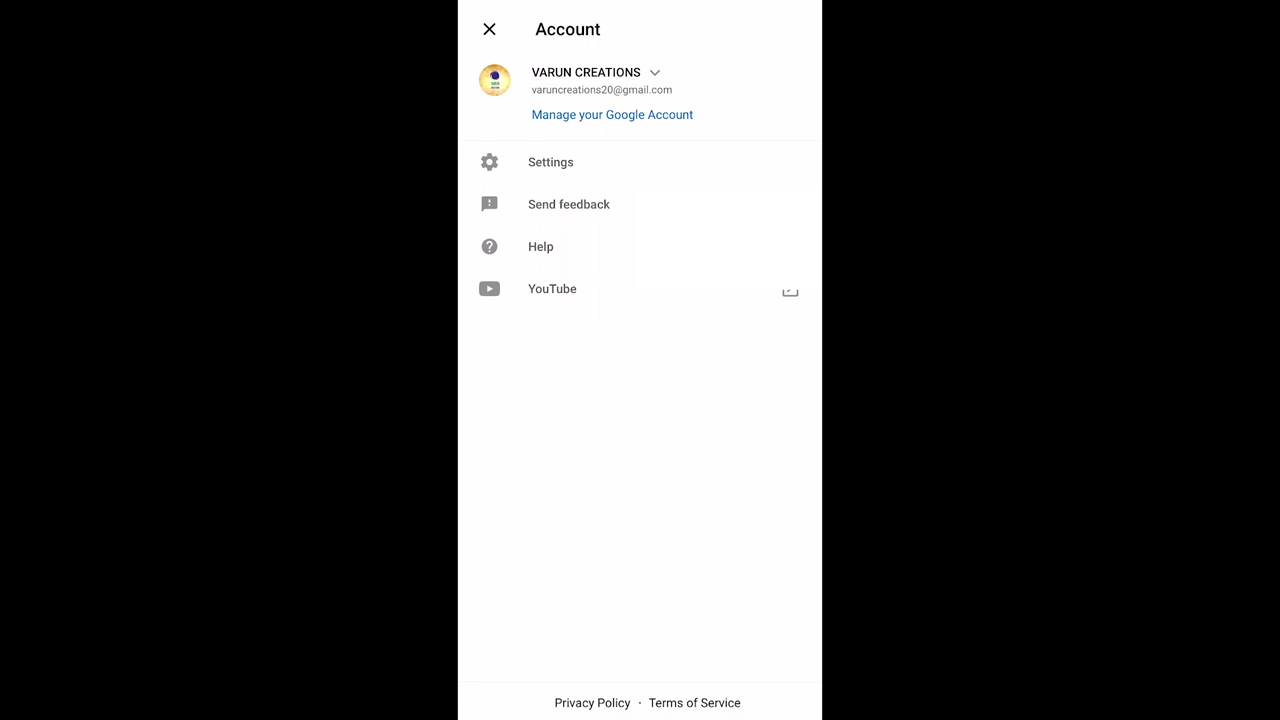 Account
VARUN CREATIONS
varuncreations20@gmail.com
Manage your Google Account
Settings
Send feedback
Help
YouTube
Privacy Policy · Terms of Service